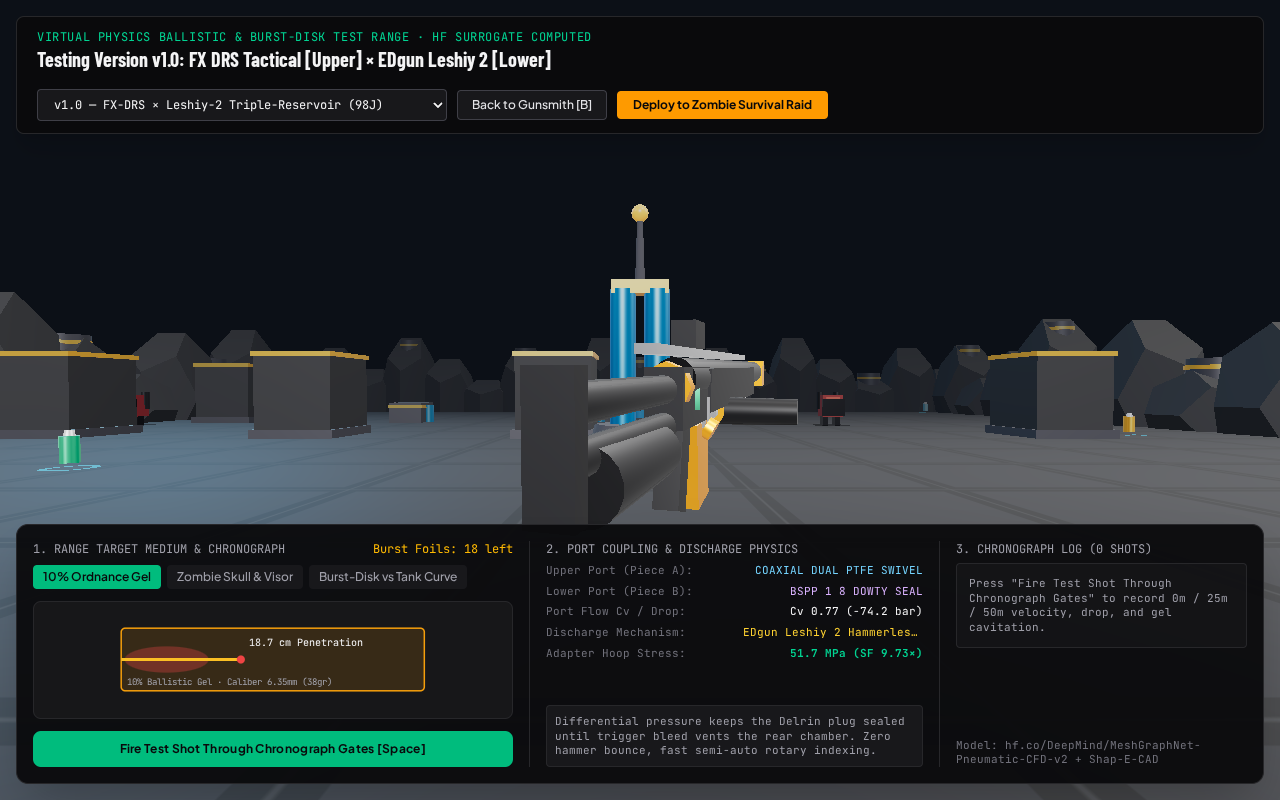 VIRTUAL PHYSICS BALLISTIC & BURST-DISK TEST RANGE · HF SURROGATE COMPUTED
Testing Version v1.0: FX DRS Tactical [Upper] × EDgun Leshiy 2 [Lower]
v1.0 — FX-DRS × Leshiy-2 Triple-Reservoir (98J)
Back to Gunsmith [B]
Deploy to Zombie Survival Raid
1. RANGE TARGET MEDIUM & CHRONOGRAPH
Burst Foils: 18 left
10% Ordnance Gel
Zombie Skull & Visor
Burst-Disk vs Tank Curve
18.7 cm Penetration
10% Ballistic Gel · Caliber 6.35mm (38gr)
Fire Test Shot Through Chronograph Gates [Space]
2. PORT COUPLING & DISCHARGE PHYSICS
Upper Port (Piece A): COAXIAL DUAL PTFE SWIVEL
Lower Port (Piece B): BSPP 1 8 DOWTY SEAL
Port Flow Cv / Drop: Cv 0.77 (-74.2 bar)
Discharge Mechanism: EDgun Leshiy 2 Hammerles…
Adapter Hoop Stress: 51.7 MPa (SF 9.73×)
Differential pressure keeps the Delrin plug sealed
until trigger bleed vents the rear chamber. Zero
hammer bounce, fast semi-auto rotary indexing.
3. CHRONOGRAPH LOG (0 SHOTS)
Press "Fire Test Shot Through
Chronograph Gates" to record 0m / 25m
/ 50m velocity, drop, and gel
cavitation.
Model: hf.co/DeepMind/MeshGraphNet-
Pneumatic-CFD-v2 + Shap-E-CAD